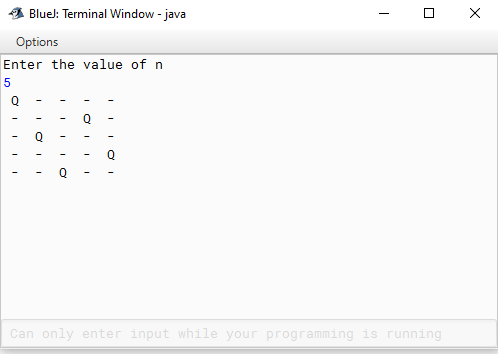 BlueJ: Terminal Window - java
Options
Enter the value of n
5
Q - - - -
- - - Q -
- Q - - -
- - - - Q
- - Q - -
Can only enter input while your programming is running